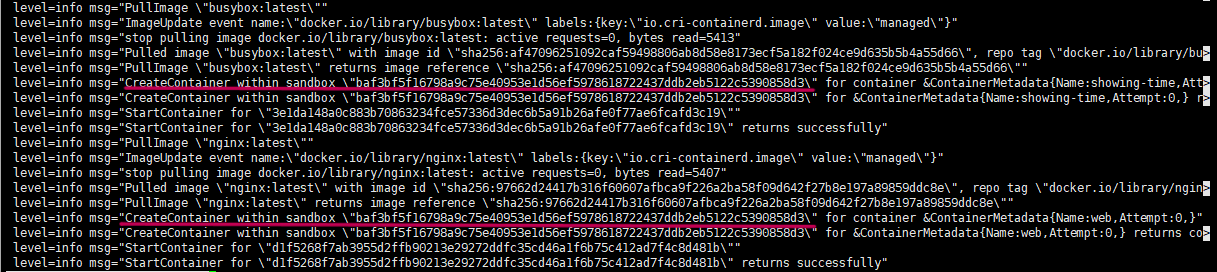 level=info msg="PullImage \"busybox:latest\""
level=info msg="ImageUpdate event name:\"docker.io/library/busybox:latest\" labels:{key:\"io.cri-containerd.image\" value:\"managed\"}"
level=info msg="stop pulling image docker.io/library/busybox:latest: active requests=0, bytes read=5413"
level=info msg="Pulled image \"busybox:latest\" with image id \"sha256:af47096251092caf59498806ab8d58e8173ecf5a182f024ce9d635b5b4a55d66\", repo tag \"docker.io/library/bu>
level=info msg="PullImage \"busybox:latest\" returns image reference \"sha256:af47096251092caf59498806ab8d58e8173ecf5a182f024ce9d635b5b4a55d66\""
level=info msg="CreateContainer within sandbox \"baf3bf5f16798a9c75e40953e1d56ef5978618722437ddb2eb5122c5390858d3\" for container &ContainerMetadata{Name:showing-time,Att>
level=info msg="CreateContainer within sandbox \"baf3bf5f16798a9c75e40953e1d56ef5978618722437ddb2eb5122c5390858d3\" for &ContainerMetadata{Name:showing-time,Attempt:0,} r>
level=info msg="StartContainer for \"3e1da148a0c883b70863234fce57336d3dec6b5a91b26afe0f77ae6fcafd3c19\""
level=info msg="StartContainer for \"3e1da148a0c883b70863234fce57336d3dec6b5a91b26afe0f77ae6fcafd3c19\" returns successfully"
level=info msg="PullImage \"nginx:latest\""
level=info msg="ImageUpdate event name:\"docker.io/library/nginx:latest\" labels:{key:\"io.cri-containerd.image\" value:\"managed\"}"
level=info msg="stop pulling image docker.io/library/nginx:latest: active requests=0, bytes read=5407"
level=info msg="Pulled image \"nginx:latest\" with image id \"sha256:97662d24417b316f60607afbca9f226a2ba58f09d642f27b8e197a89859ddc8e\", repo tag \"docker.io/library/ngin>
level=info msg="PullImage \"nginx:latest\" returns image reference \"sha256:97662d24417b316f60607afbca9f226a2ba58f09d642f27b8e197a89859ddc8e\""
level=info msg="CreateContainer within sandbox \"baf3bf5f16798a9c75e40953e1d56ef5978618722437ddb2eb5122c5390858d3\" for container &ContainerMetadata{Name:web,Attempt:0,}"
level=info msg="CreateContainer within sandbox \"baf3bf5f16798a9c75e40953e1d56ef5978618722437ddb2eb5122c5390858d3\" for &ContainerMetadata{Name:web,Attempt:0,} returns co>
level=info msg="StartContainer for \"d1f5268f7ab3955d2ffb90213e29272ddfc35cd46a1f6b75c412ad7f4c8d481b\""
level=info msg="StartContainer for \"d1f5268f7ab3955d2ffb90213e29272ddfc35cd46a1f6b75c412ad7f4c8d481b\" returns successfully"